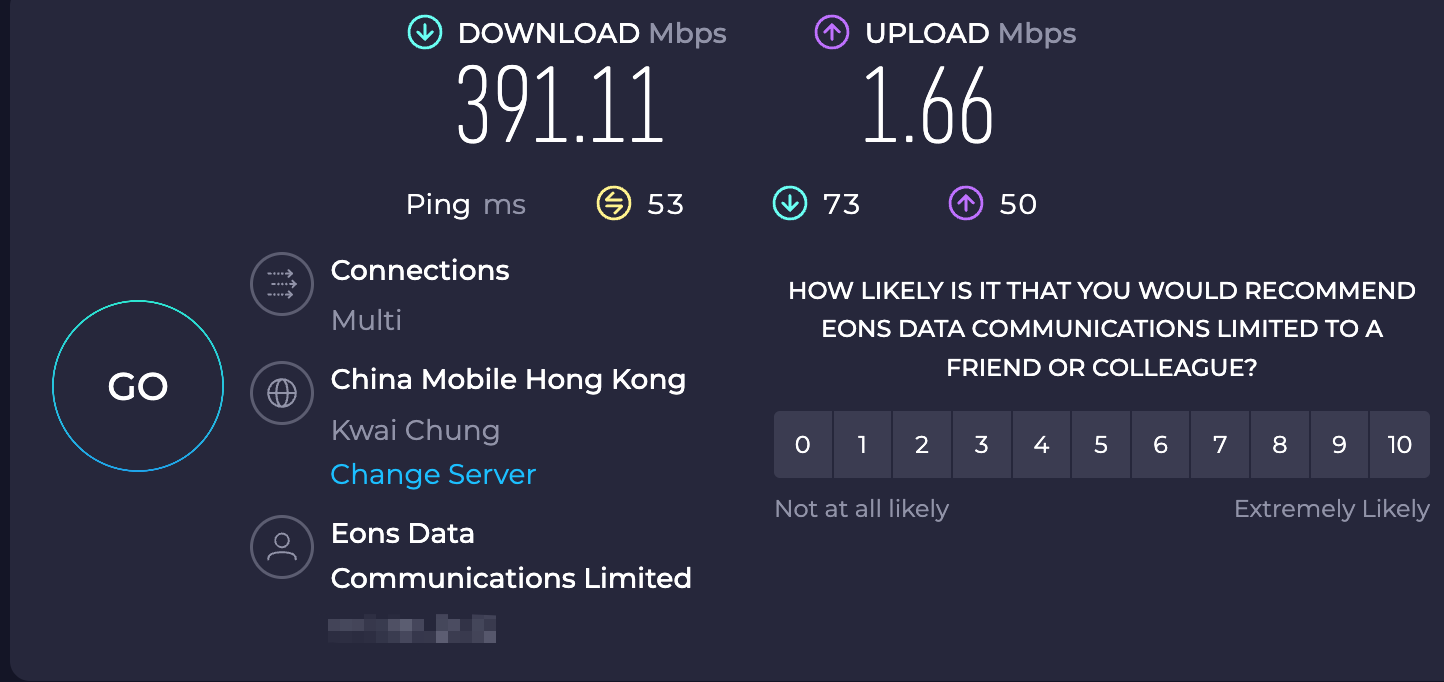 DOWNLOAD Mbps
391.11
UPLOAD Mbps
1.66
Ping ms 53 73 50
Connections
Multi
GO
China Mobile Hong Kong
Kwai Chung
Change Server
Eons Data
Communications Limited
HOW LIKELY IS IT THAT YOU WOULD RECOMMEND
EONS DATA COMMUNICATIONS LIMITED TO A
FRIEND OR COLLEAGUE?
0 1 2 3 4 5 6 7 8 9 10
Not at all likely
Extremely Likely